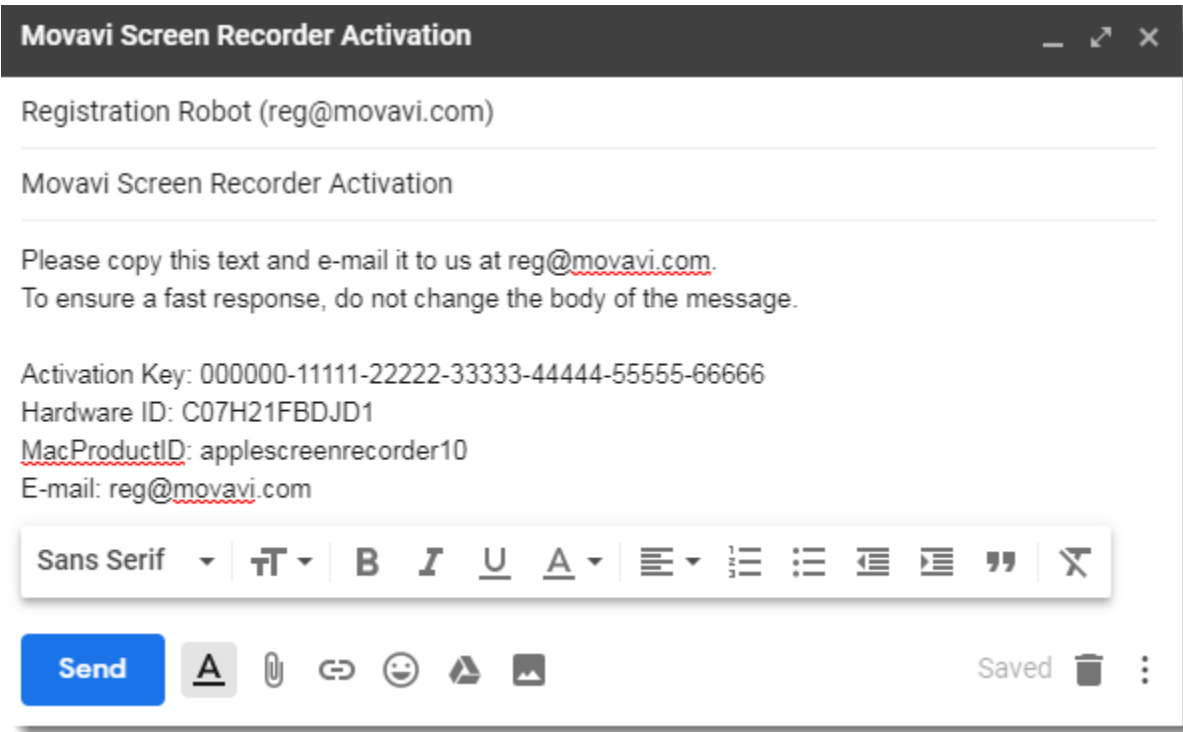 Movavi Screen Recorder Activation
Registration Robot (reg@movavi.com)
Movavi Screen Recorder Activation
Please copy this text and e-mail it to us at reg@movavi.com.
To ensure a fast response, do not change the body of the message.
Activation Key: 000000-11111-22222-33333-44444-55555-66666
Hardware ID: C07H21FBDJD1
MacProductID: applescreenrecorder10
E-mail: reg@movavi.com
Sans Serif B I U A
Send A Saved